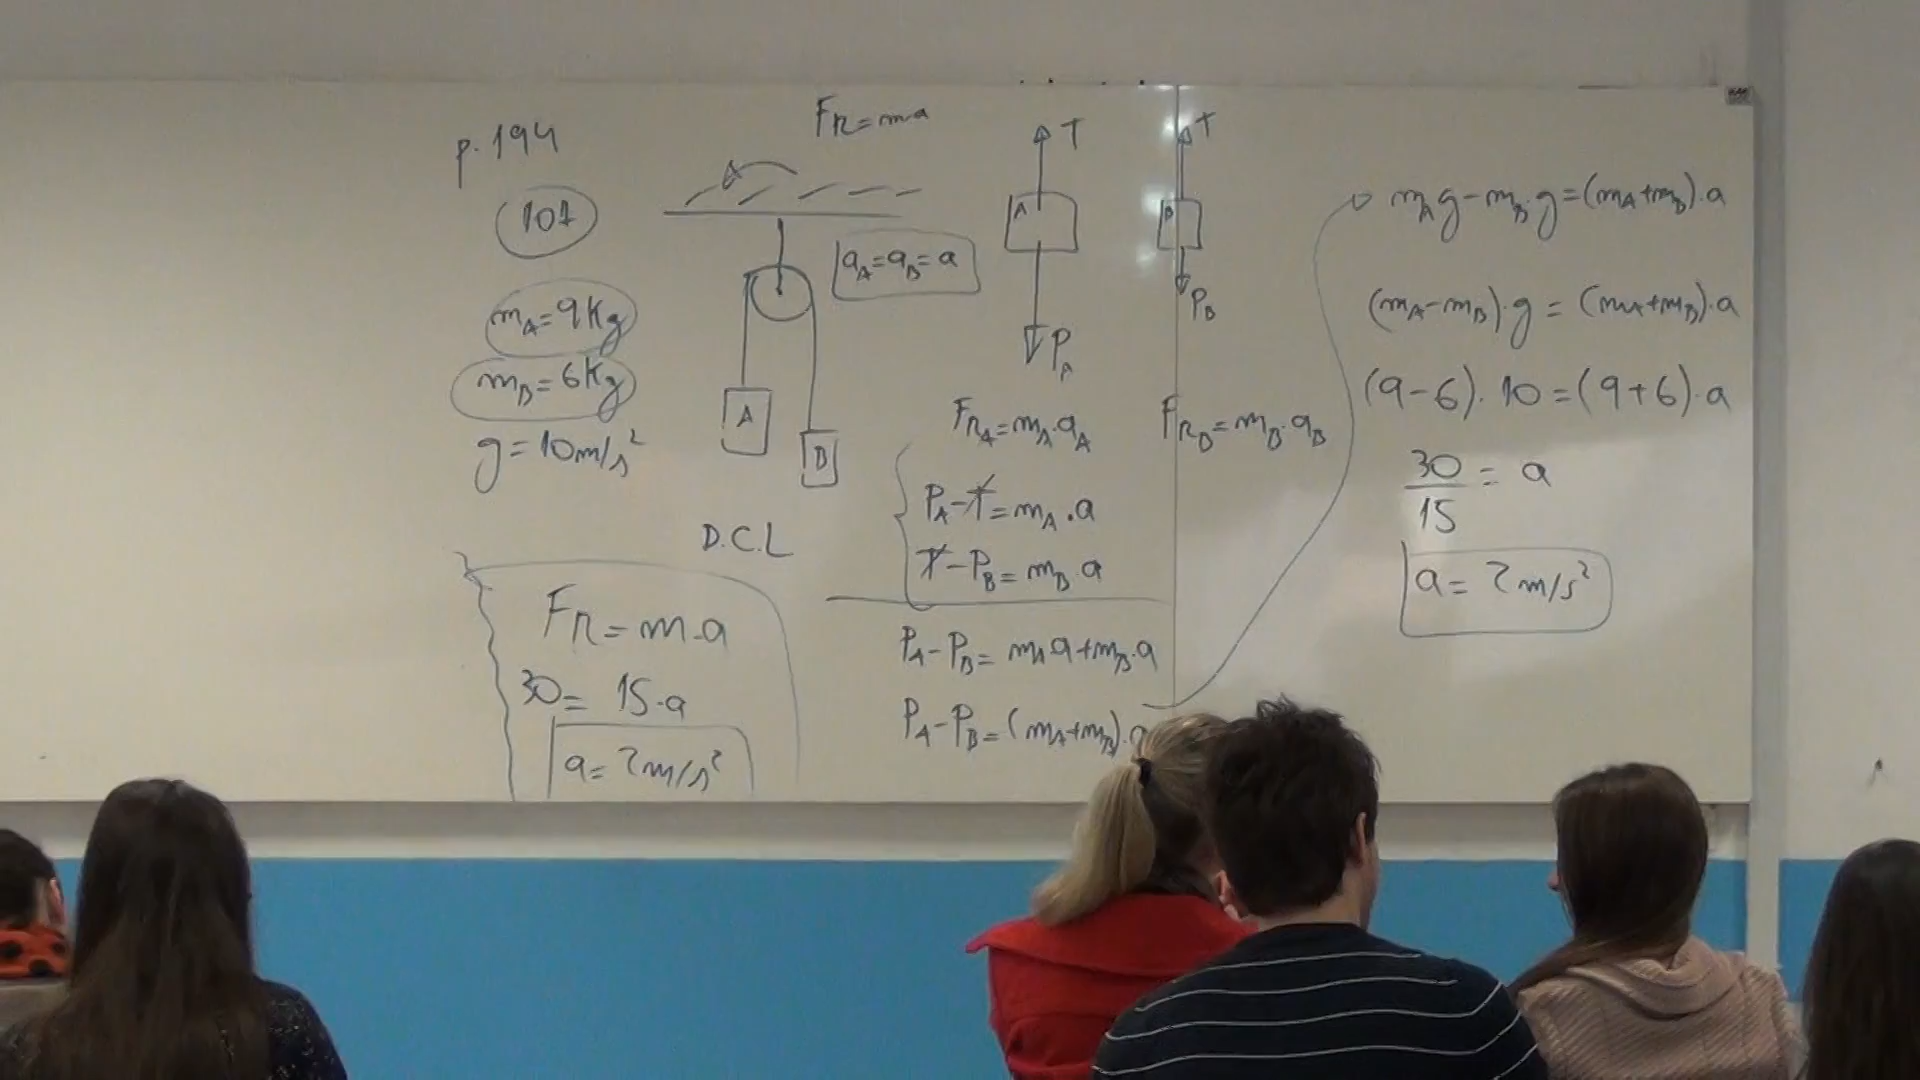 p. 194
101
mA=9Kg
mB=6Kg
g=10m/s²
FR=m.a
aA=aB=a
A
B
D.C.L
FR=m.a
30=15.a
a=2m/s²
T
A
PA
T
B
PB
FRA=mA.aA
FRB=mB.aB
PA-T=mA.a
T-PB=mB.a
PA-PB=mA.a+mB.a
PA-PB=(mA+mB).a
mAg-mB.g=(mA+mB).a
(mA-mB).g=(mA+mB).a
(9-6).10=(9+6).a
30/15=a
a=2m/s²